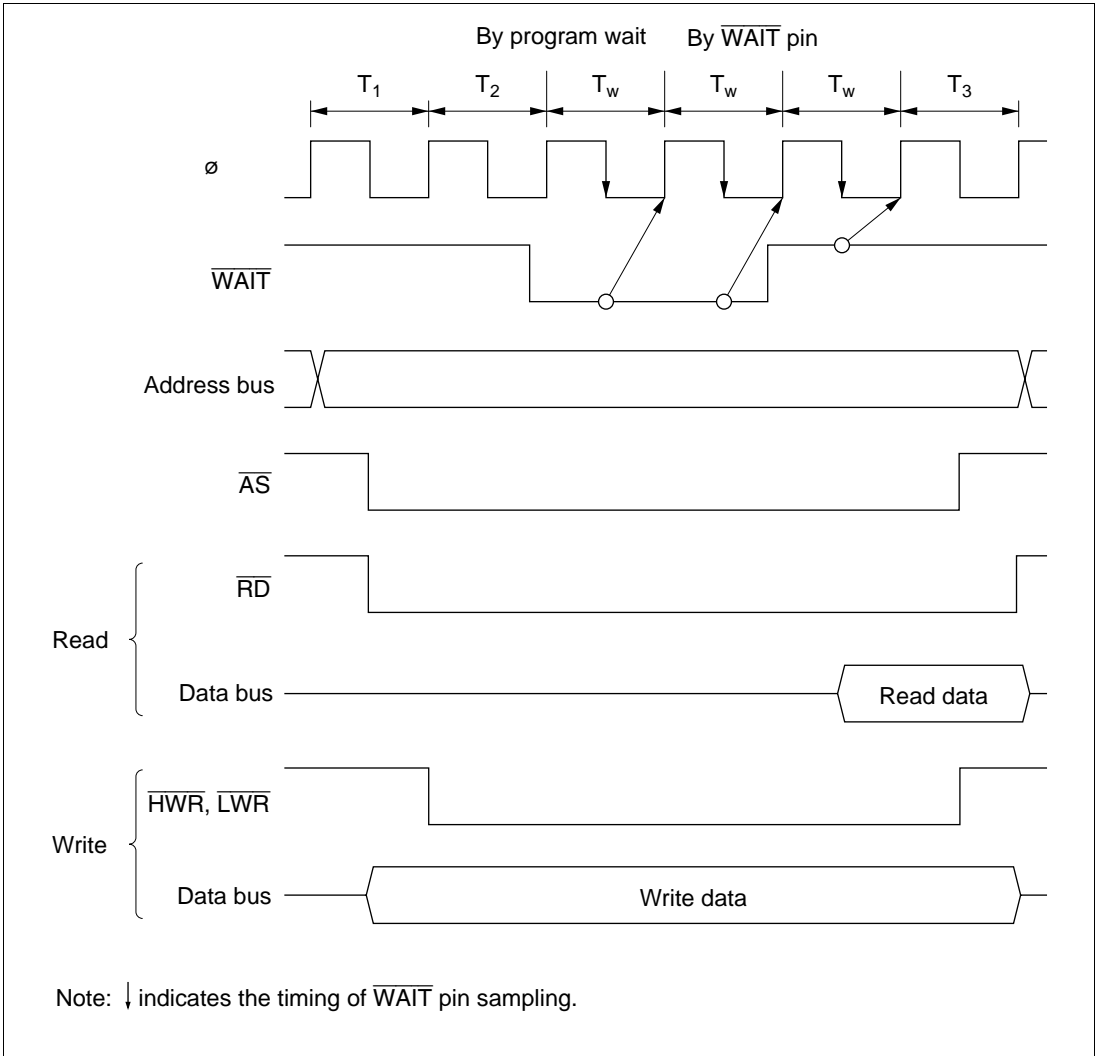 By program wait By WAIT pin
T1 T2 Tw Tw Tw T3
ø
WAIT
Address bus
AS
RD
Read
Data bus Read data
HWR, LWR
Write
Data bus Write data
Note: ↓ indicates the timing of WAIT pin sampling.